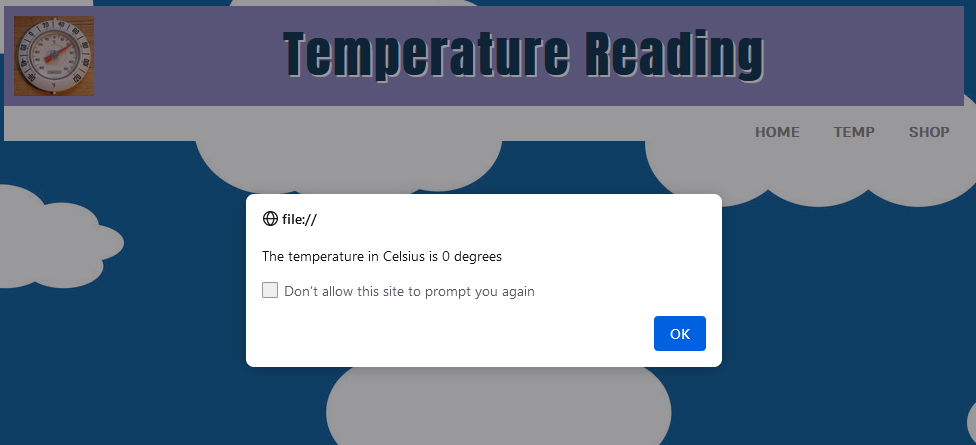 Temperature Reading
HOME TEMP SHOP
file://
The temperature in Celsius is 0 degrees
Don't allow this site to prompt you again
OK